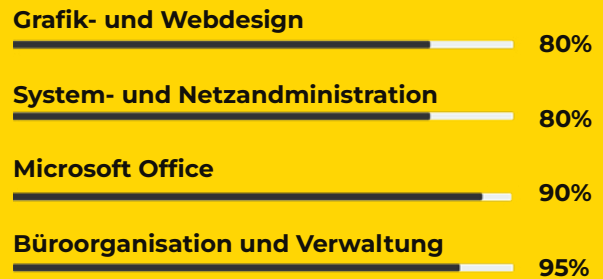 Grafik- und Webdesign
80%
System- und Netzandministration
80%
Microsoft Office
90%
Büroorganisation und Verwaltung
95%